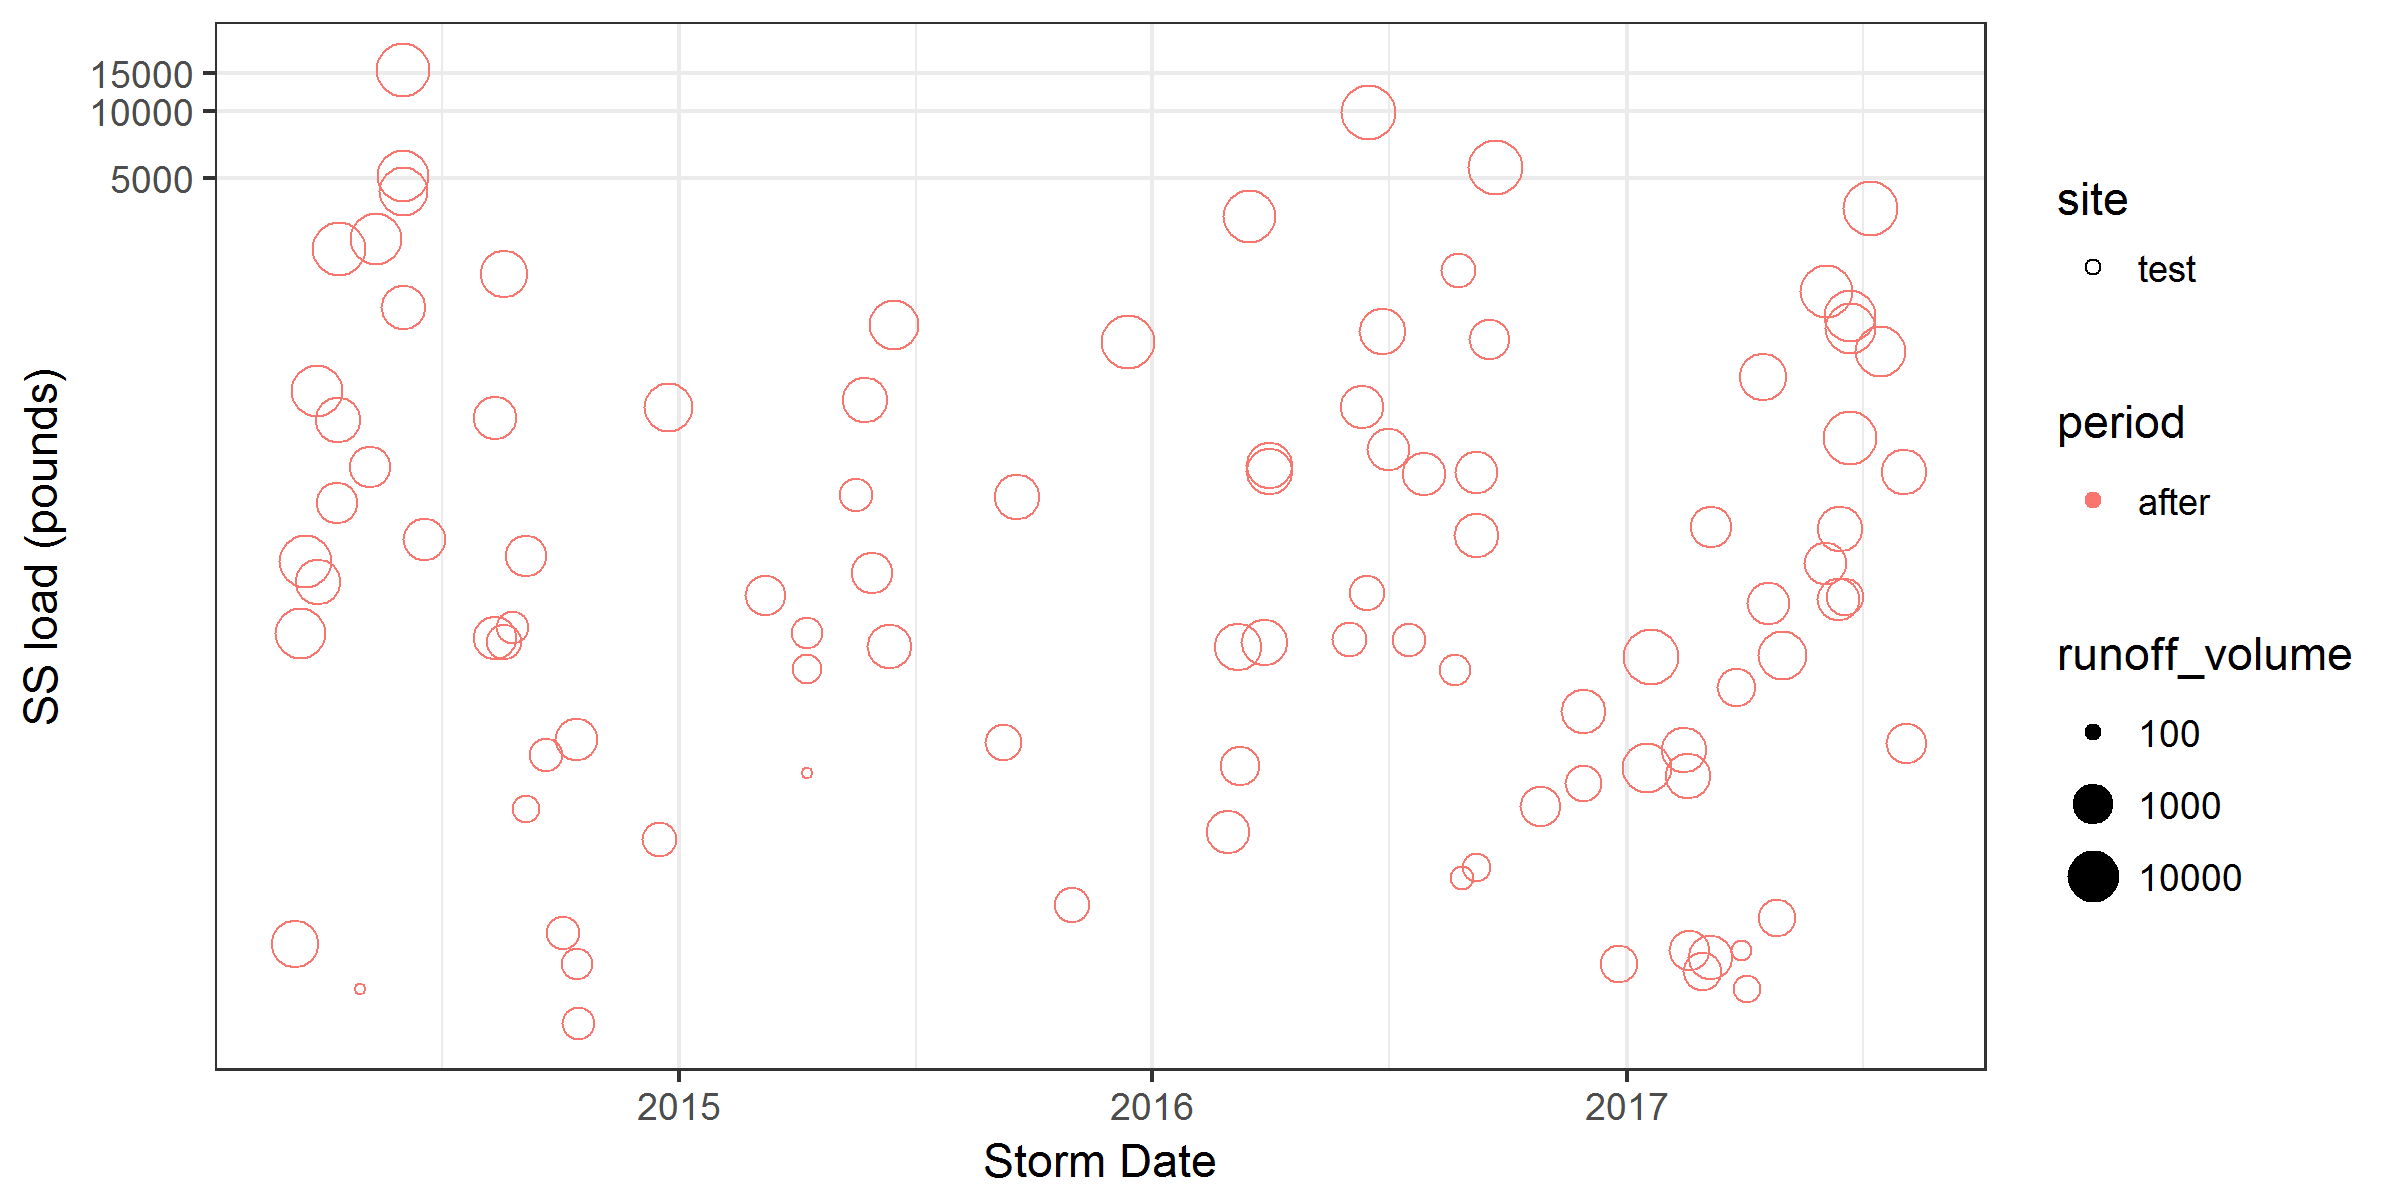 15000
10000
5000
SS load (pounds)
2015
2016
2017
Storm Date
site
test
period
after
runoff_volume
100
1000
10000